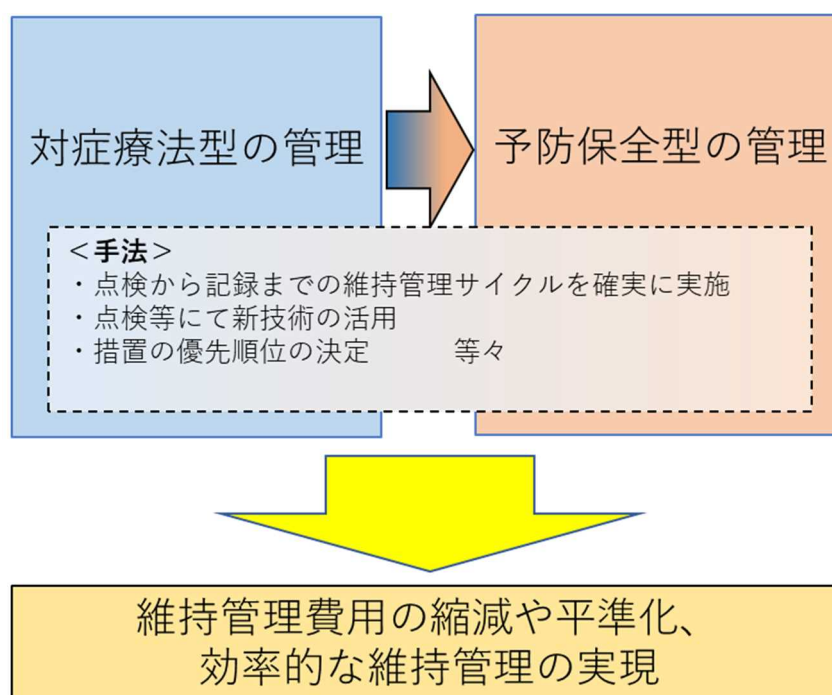 対症療法型の管理
予防保全型の管理
＜手法＞
・点検から記録までの維持管理サイクルを確実に実施
・点検等にて新技術の活用
・措置の優先順位の決定　　　等々
維持管理費用の縮減や平準化、
効率的な維持管理の実現